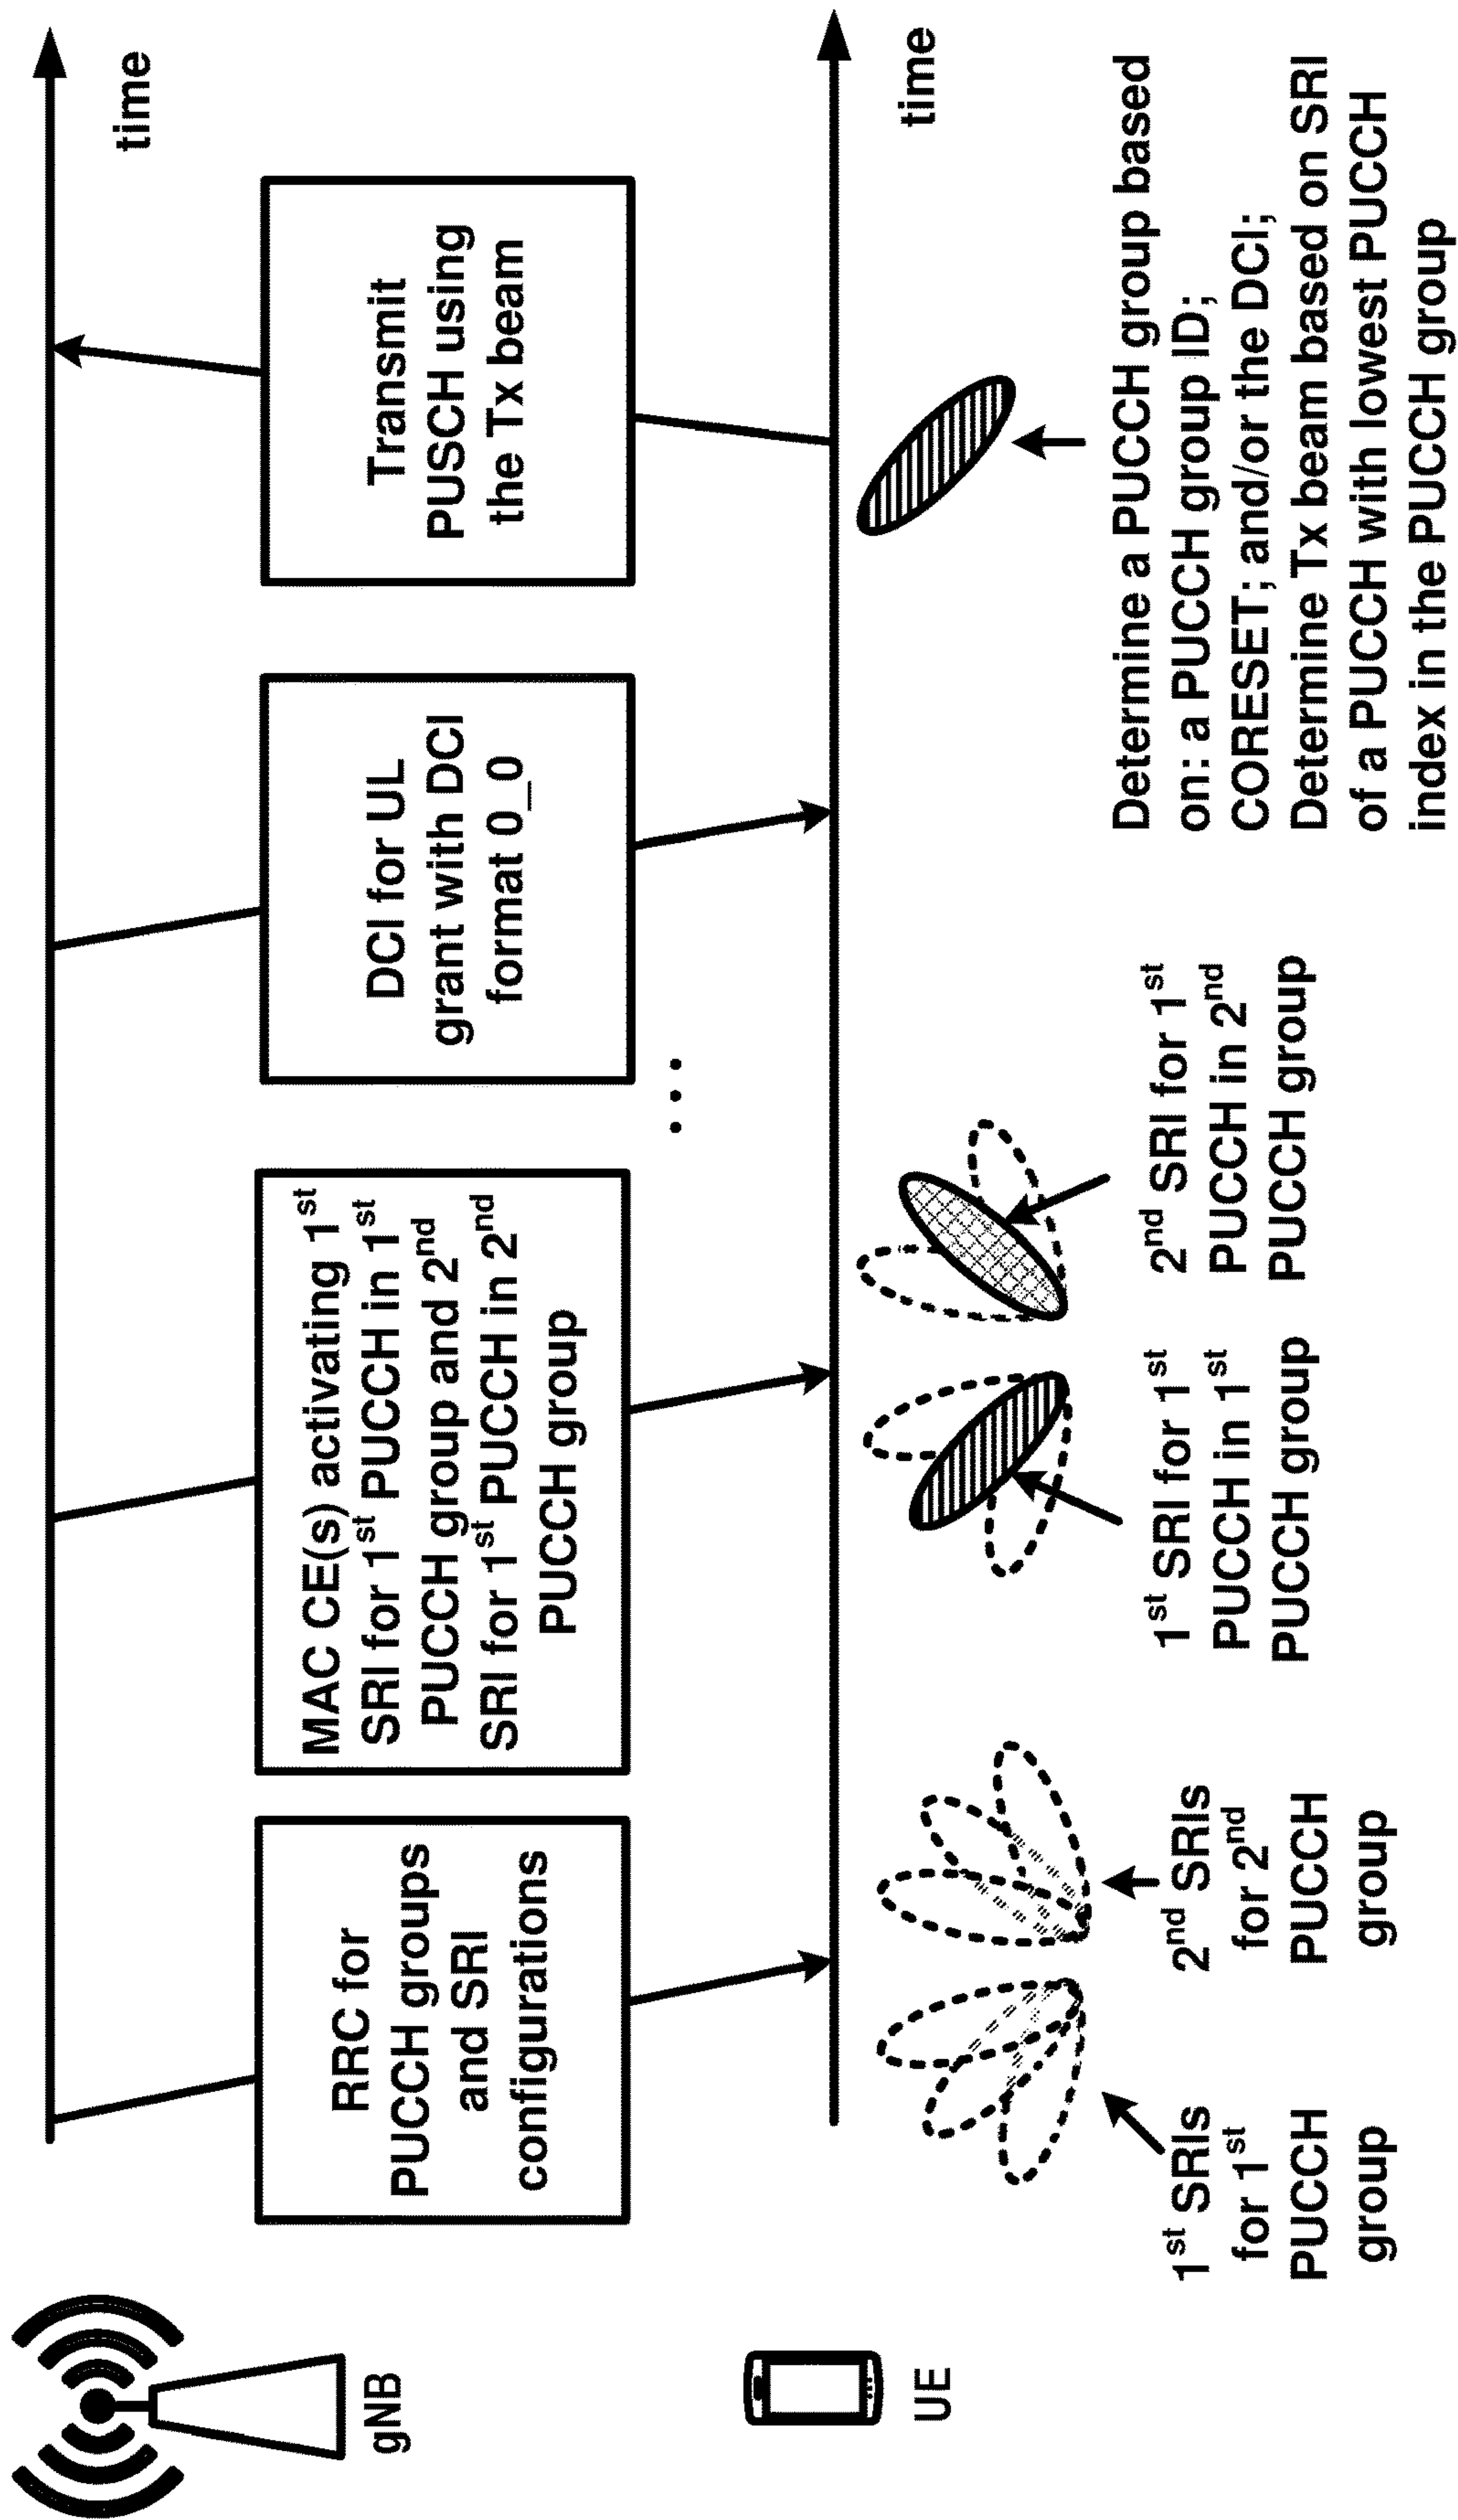 gNB
RRC for
PUCCH groups
and SRI
configurations
MAC CE(s) activating 1st
SRI for 1st PUCCH in 1st
PUCCH group and 2nd
SRI for 1st PUCCH in 2nd
PUCCH group
DCI for UL
grant with DCI
format 0_0
...
Transmit
PUSCH using
the Tx beam
time
UE
time
1st SRIs
for 1st
PUCCH
group
2nd SRIs
for 2nd
PUCCH
group
1st SRI for 1st
PUCCH in 1st
PUCCH group
2nd SRI for 1st
PUCCH in 2nd
PUCCH group
Determine a PUCCH group based
on: a PUCCH group ID;
CORESET; and/or the DCI;
Determine Tx beam based on SRI
of a PUCCH with lowest PUCCH
index in the PUCCH group